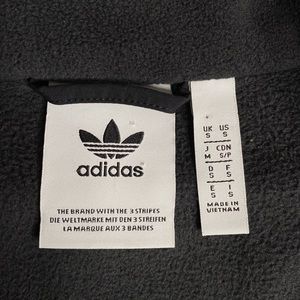 adidas
THE BRAND WITH THE 3 STRIPES
DIE WELTMARKE MIT DEN 3 STREIFEN
LA MARQUE AUX 3 BANDES
UK US
S S
J CDN
M S/P
D F
S S
E I
S S
MADE IN
VIETNAM